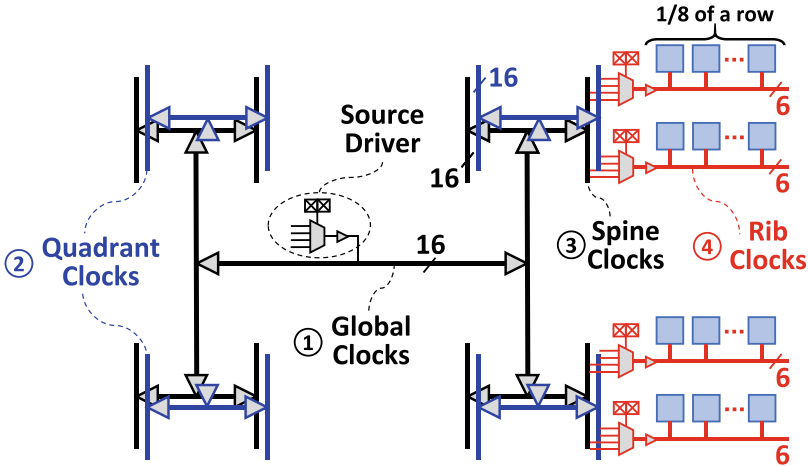 1/8 of a row
16
6
Source
Driver
6
16
16
② Quadrant
Clocks
③ Spine
Clocks
④ Rib
Clocks
① Global
Clocks
6
6